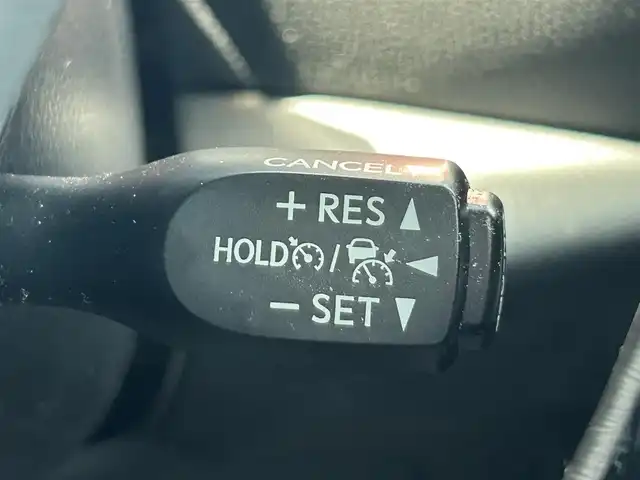 CANCEL
+ RES
HOLD /
− SET